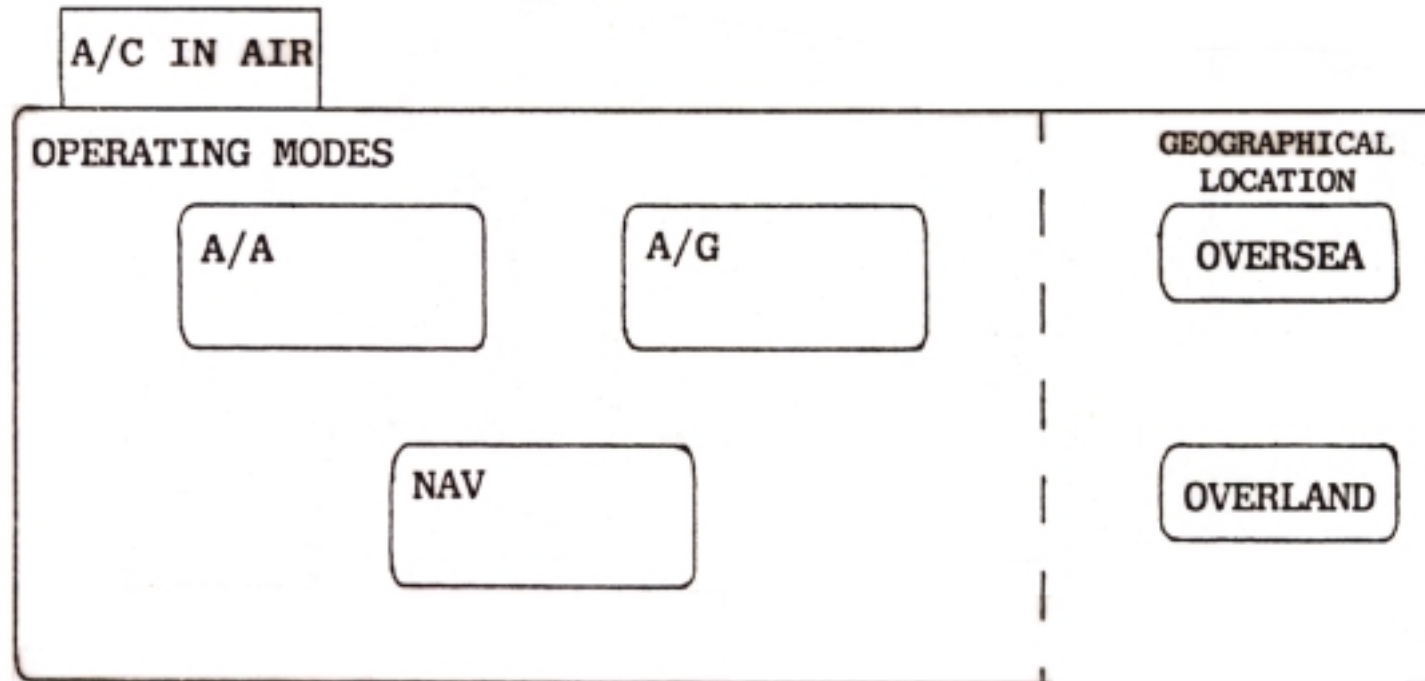 A/C IN AIR
OPERATING MODES
A/A
A/G
NAV
GEOGRAPHICAL
LOCATION
OVERSEA
OVERLAND